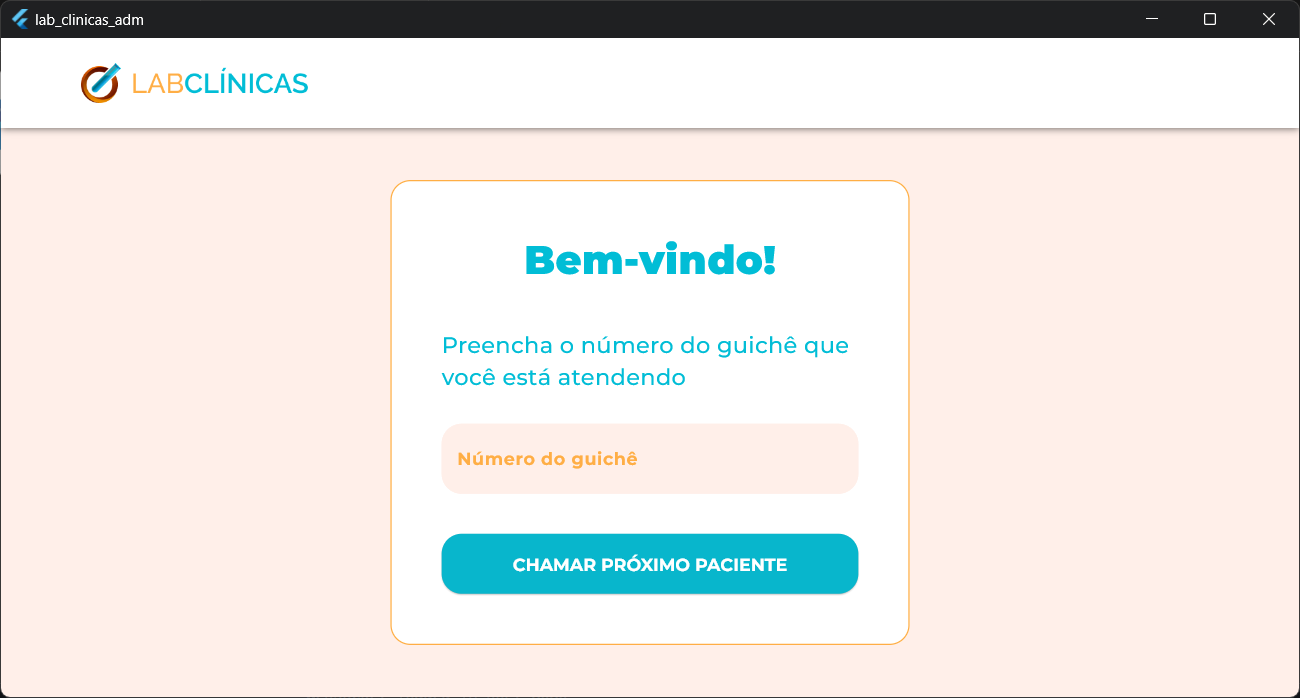 lab_clinicas_adm
LABCLÍNICAS
Bem-vindo!
Preencha o número do guichê que
você está atendendo
Número do guichê
CHAMAR PRÓXIMO PACIENTE